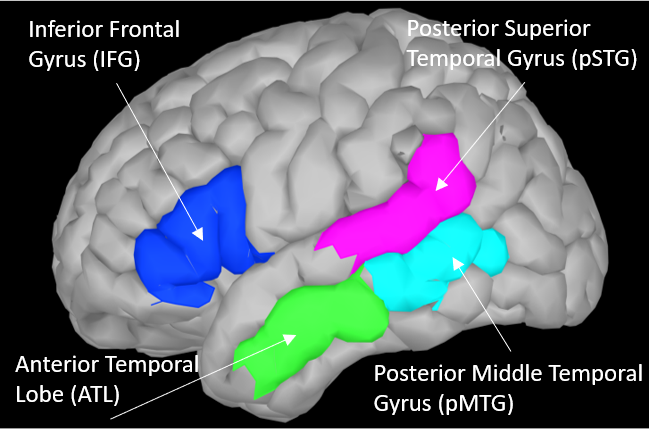 Inferior Frontal
Gyrus (IFG)
Posterior Superior
Temporal Gyrus (pSTG)
Anterior Temporal
Lobe (ATL)
Posterior Middle Temporal
Gyrus (pMTG)